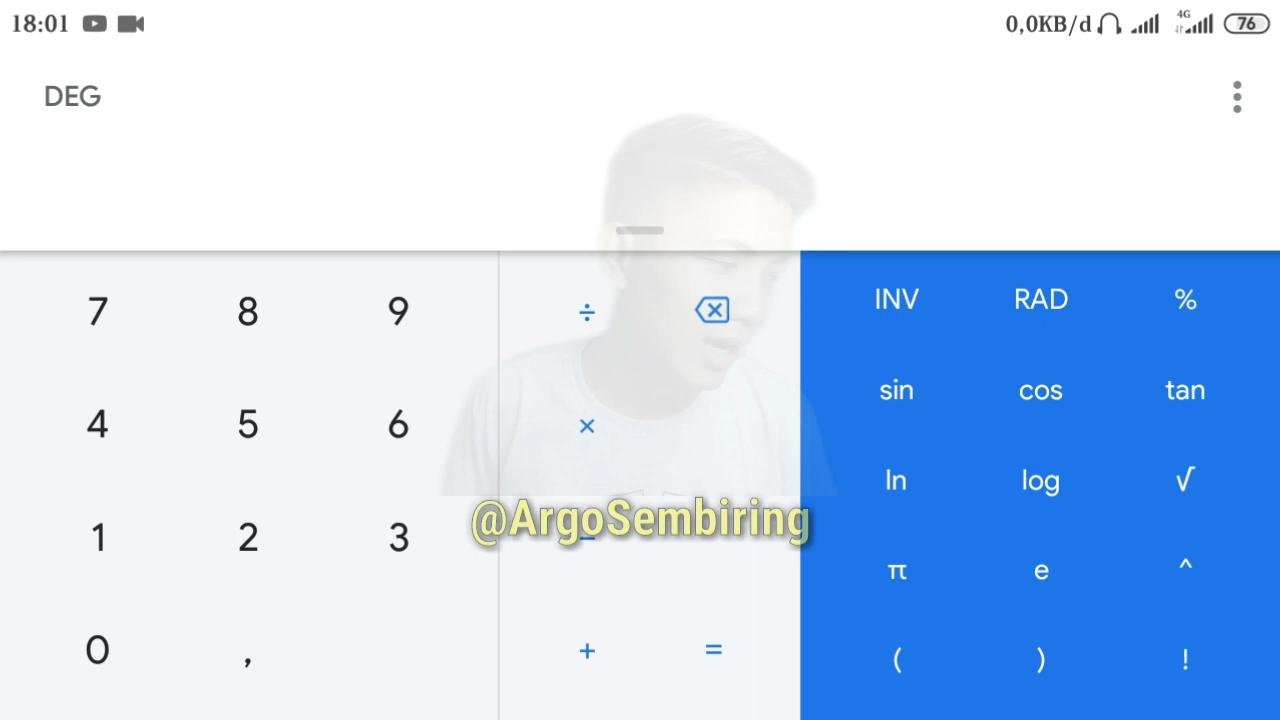 18:01 0,0KB/d 4G 76
DEG
7 8 9 ÷ INV RAD %
4 5 6 × sin cos tan
ln log √
@ArgoSembiring
1 2 3 −
π e ^
0 , + = ( ) !